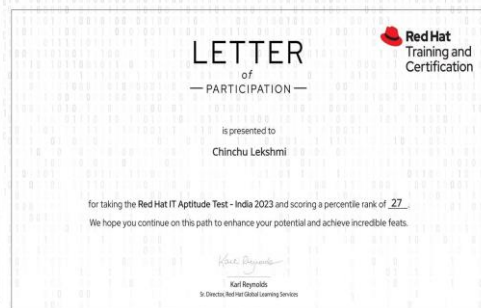 Red Hat
Training and
Certification
LETTER
of
PARTICIPATION
is presented to
Chinchu Lekshmi
for taking the Red Hat IT Aptitude Test - India 2023 and scoring a percentile rank of 27.
We hope you continue on this path to enhance your potential and achieve incredible feats.
Karl Reynolds
Karl Reynolds
Sr. Director, Red Hat Global Learning Services